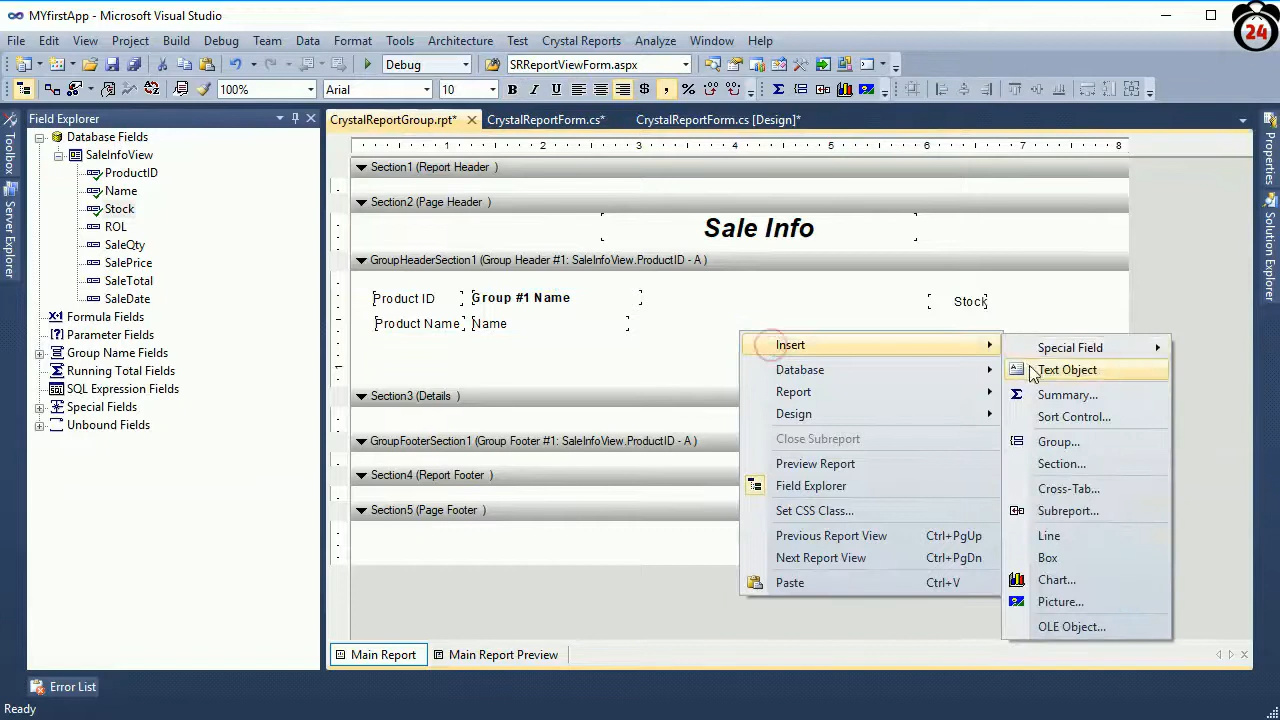 MYfirstApp - Microsoft Visual Studio
24
File Edit View Project Build Debug Team Data Format Tools Architecture Test Crystal Reports Analyze Window Help
Debug SRReportViewForm.aspx
100% Arial 10 B I U $ , %
Field Explorer
CrystalReportGroup.rpt* CrystalReportForm.cs* CrystalReportForm.cs [Design]*
Toolbox
Server Explorer
Properties
Solution Explorer
Database Fields
SaleInfoView
ProductID
Name
Stock
ROL
SaleQty
SalePrice
SaleTotal
SaleDate
Formula Fields
Parameter Fields
Group Name Fields
Running Total Fields
SQL Expression Fields
Special Fields
Unbound Fields
1 2 3 4 5 6 7 8
Section1 (Report Header )
Section2 (Page Header )
Sale Info
GroupHeaderSection1 (Group Header #1: SaleInfoView.ProductID - A )
Product ID Group #1 Name Stock
Product Name Name
Section3 (Details )
GroupFooterSection1 (Group Footer #1: SaleInfoView.ProductID - A )
Section4 (Report Footer )
Section5 (Page Footer )
Insert
Database
Report
Design
Close Subreport
Preview Report
Field Explorer
Set CSS Class...
Previous Report View Ctrl+PgUp
Next Report View Ctrl+PgDn
Paste Ctrl+V
Special Field
Text Object
Summary...
Sort Control...
Group...
Section...
Cross-Tab...
Subreport...
Line
Box
Chart...
Picture...
OLE Object...
Main Report Main Report Preview
Error List
Ready